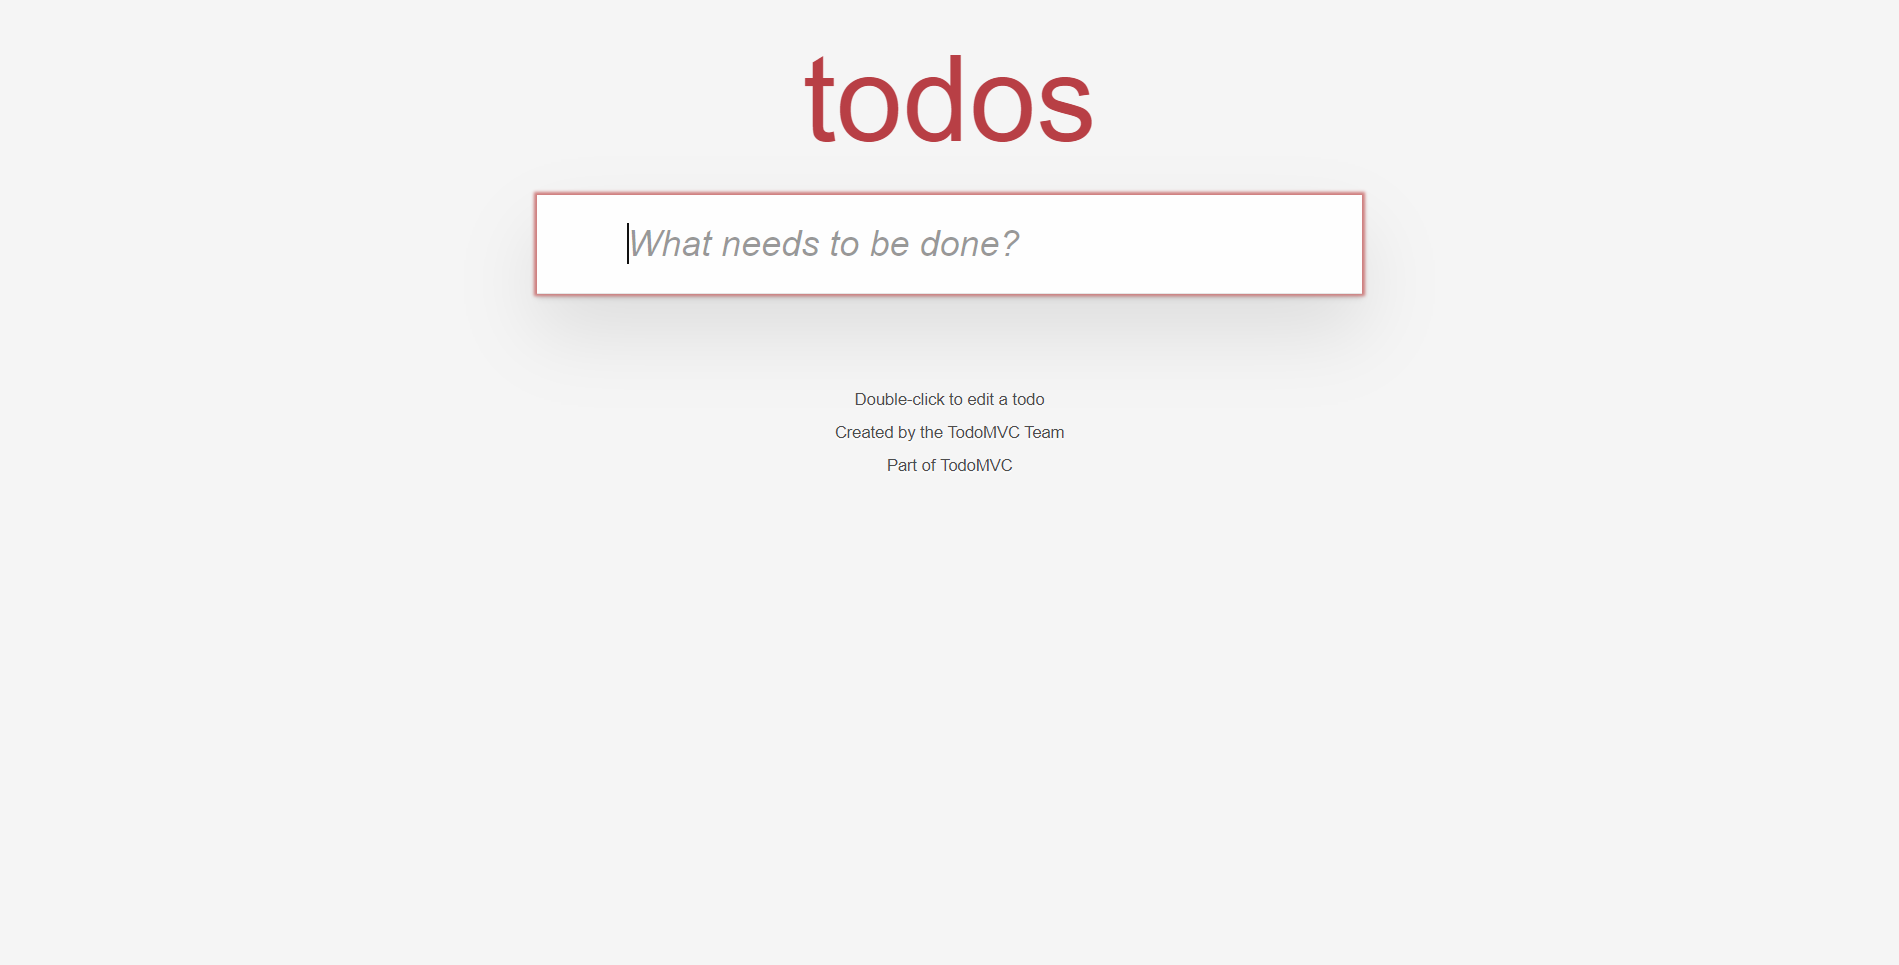 todos
What needs to be done?
Double-click to edit a todo
Created by the TodoMVC Team
Part of TodoMVC